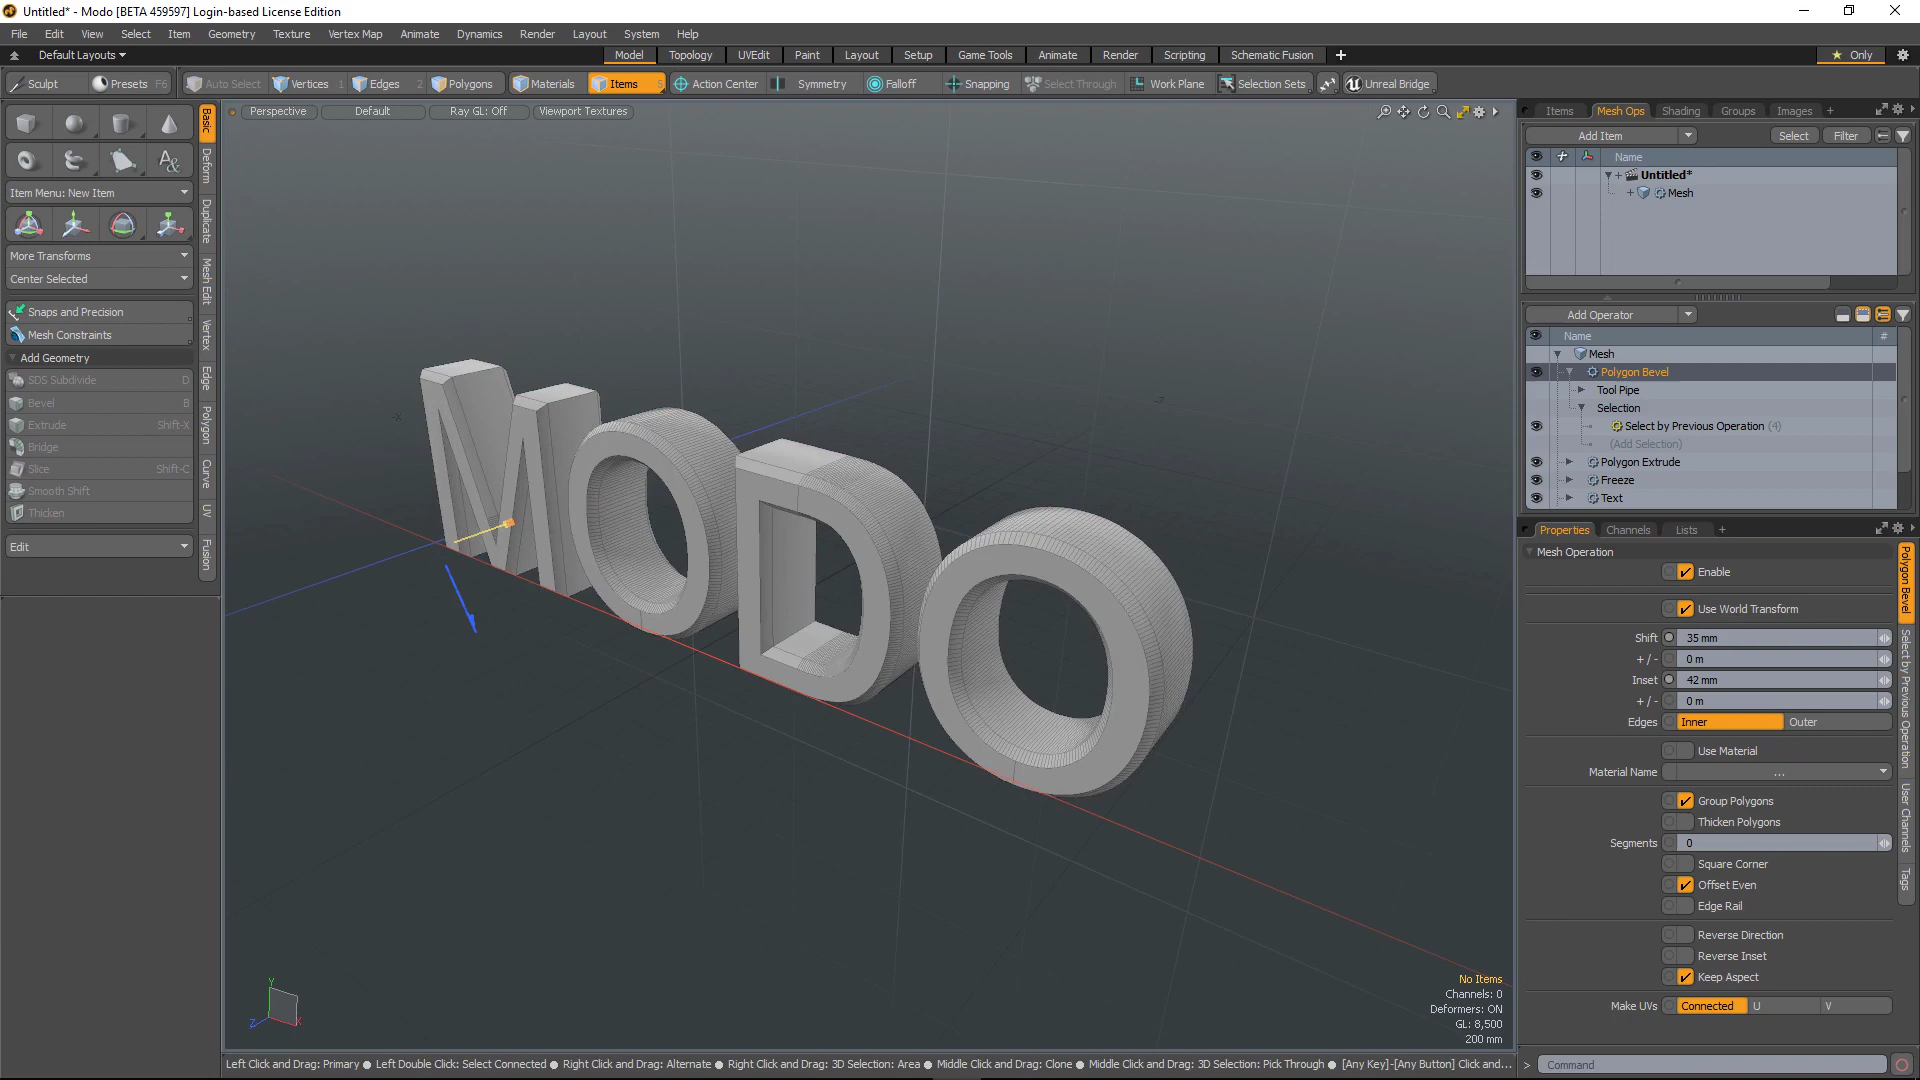 Untitled* - Modo [BETA 459597] Login-based License Edition
File Edit View Select Item Geometry Texture Vertex Map Animate Dynamics Render Layout System Help
Default Layouts Model Topology UVEdit Paint Layout Setup Game Tools Animate Render Scripting Schematic Fusion + Only
Sculpt Presets F6 Auto Select Vertices 1 Edges 2 Polygons Materials Items 5 Action Center Symmetry Falloff Snapping Select Through Work Plane Selection Sets Unreal Bridge
Perspective Default Ray GL: Off Viewport Textures
Item Menu: New Item
More Transforms
Center Selected
Snaps and Precision
Mesh Constraints
Add Geometry
SDS Subdivide D
Bevel B
Extrude Shift-X
Bridge
Slice Shift-C
Smooth Shift
Thicken
Edit
Basic
Deform
Duplicate
Mesh Edit
Vertex
Edge
Polygon
Curve
UV
Fusion
MODO
Y
Z X
No Items
Channels: 0
Deformers: ON
GL: 8,500
200 mm
Items Mesh Ops Shading Groups Images +
Add Item Select Filter
Name
Untitled*
Mesh
Add Operator
Name #
Mesh
Polygon Bevel
Tool Pipe
Selection
Select by Previous Operation (4)
(Add Selection)
Polygon Extrude
Freeze
Text
Properties Channels Lists +
Mesh Operation
Enable
Use World Transform
Shift 35 mm
+ / - 0 m
Inset 42 mm
+ / - 0 m
Edges Inner Outer
Use Material
Material Name ...
Group Polygons
Thicken Polygons
Segments 0
Square Corner
Offset Even
Edge Rail
Reverse Direction
Reverse Inset
Keep Aspect
Make UVs Connected U V
Polygon Bevel
Select by Previous Operation
User Channels
Tags
Left Click and Drag: Primary ● Left Double Click: Select Connected ● Right Click and Drag: Alternate ● Right Click and Drag: 3D Selection: Area ● Middle Click and Drag: Clone ● Middle Click and Drag: 3D Selection: Pick Through ● [Any Key]-[Any Button] Click and...
> Command